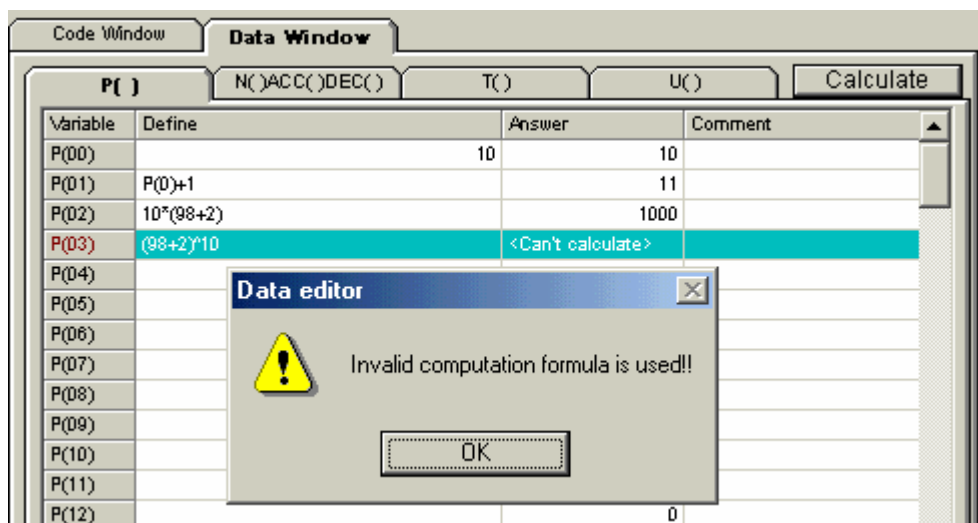 Code Window Data Window
P( ) N( )ACC( )DEC( ) T( ) U( ) Calculate
Variable Define Answer Comment
P(00) 10 10
P(01) P(0)+1 11
P(02) 10*(98+2) 1000
P(03) (98+2)^10 <Can't calculate>
P(04)
P(05) Data editor
P(06)
P(07) Invalid computation formula is used!!
P(08)
P(09)
P(10) OK
P(11)
P(12) 0